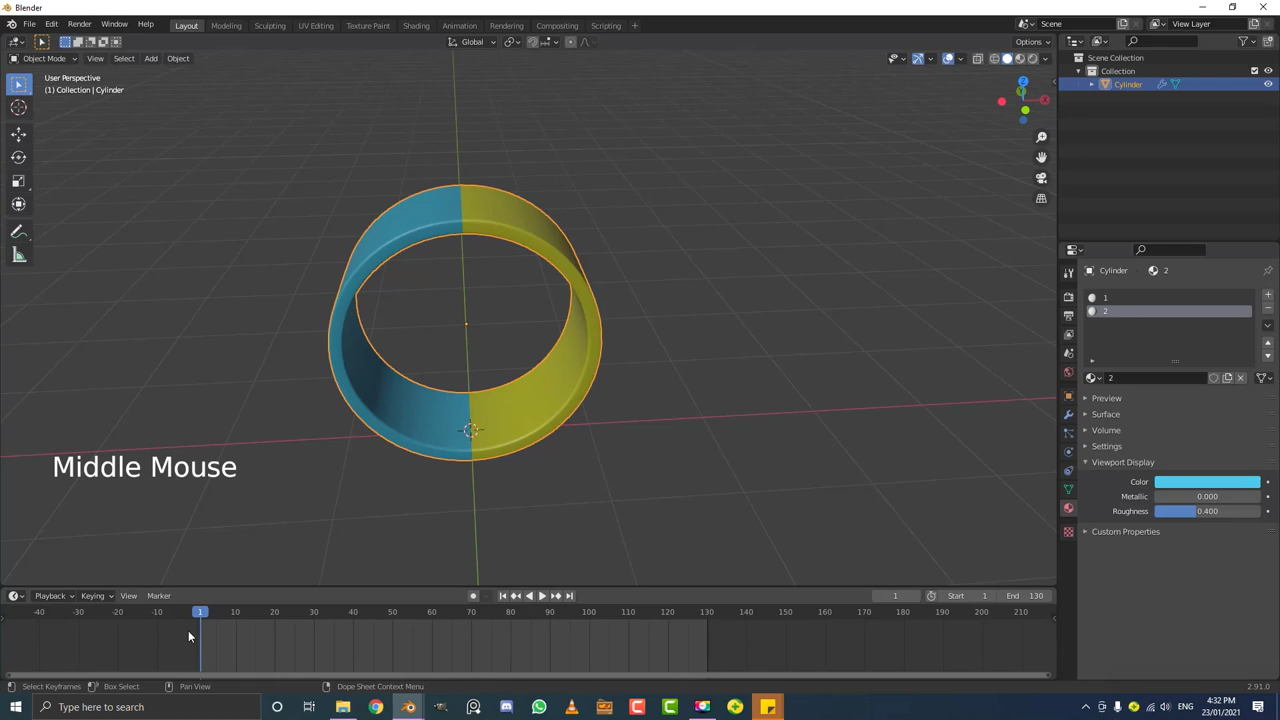 Blender
File Edit Render Window Help Layout Modeling Sculpting UV Editing Texture Paint Shading Animation Rendering Compositing Scripting + Scene View Layer
Global Options
Object Mode View Select Add Object
User Perspective
(1) Collection | Cylinder
Z
Y
X
Scene Collection
Collection
Cylinder
Cylinder 2
1
2
2
Preview
Surface
Volume
Settings
Viewport Display
Color
Metallic 0.000
Roughness 0.400
Custom Properties
Middle Mouse
Playback Keying View Marker 1 Start 1 End 130
-40 -30 -20 -10 1 10 20 30 40 50 60 70 80 90 100 110 120 130 140 150 160 170 180 190 200 210
Select Keyframes Box Select Pan View Dope Sheet Context Menu 2.91.0
Type here to search
4:32 PM
23/01/2021